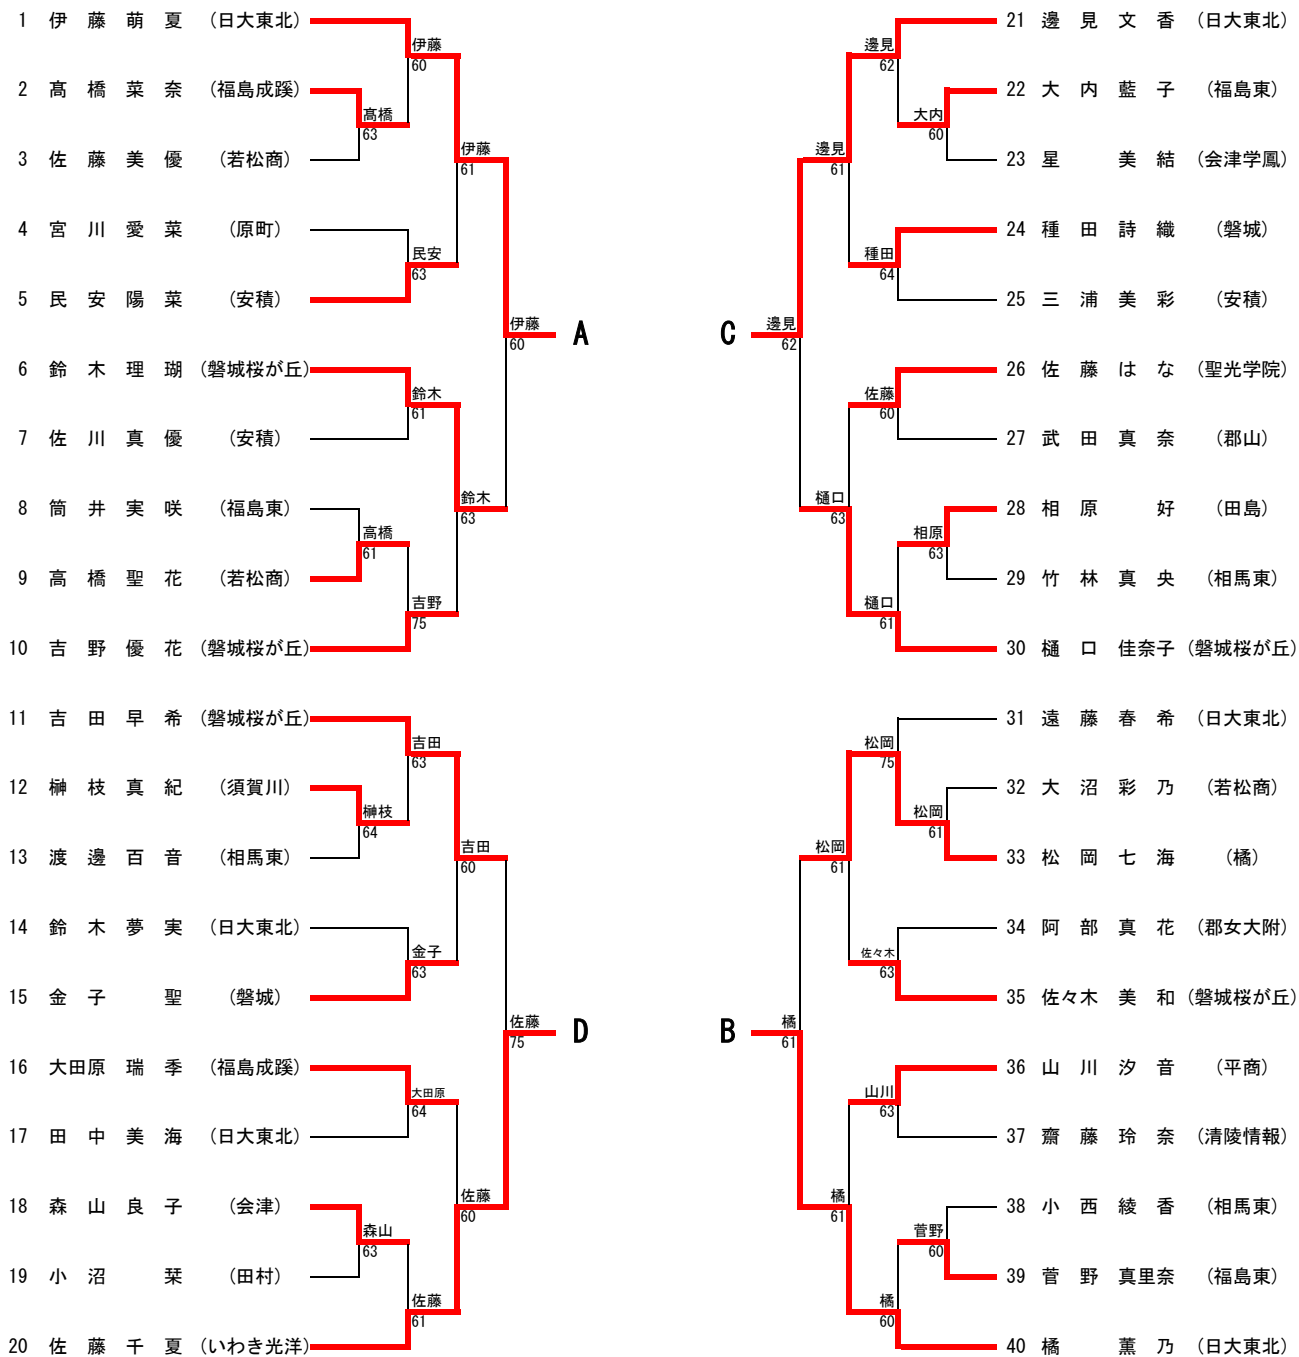 1 伊藤萌夏 (日大東北)
伊藤
60
2 髙橋菜奈 (福島成蹊)
髙橋
63
3 佐藤美優 (若松商)
伊藤
61
4 宮川愛菜 (原町)
民安
63
5 民安陽菜 (安積)
伊藤
60
A
6 鈴木理瑚 (磐城桜が丘)
鈴木
61
7 佐川真優 (安積)
8 筒井実咲 (福島東)
鈴木
63
高橋
61
9 高橋聖花 (若松商)
吉野
75
10 吉野優花 (磐城桜が丘)
11 吉田早希 (磐城桜が丘)
吉田
63
12 榊枝真紀 (須賀川)
榊枝
64
13 渡邉百音 (相馬東)
吉田
60
14 鈴木夢実 (日大東北)
金子
63
15 金子聖 (磐城)
佐藤
75
D
16 大田原瑞季 (福島成蹊)
大田原
64
17 田中美海 (日大東北)
18 森山良子 (会津)
佐藤
60
森山
63
19 小沼栞 (田村)
佐藤
61
20 佐藤千夏 (いわき光洋)
21 邊見文香 (日大東北)
邊見
62
22 大内藍子 (福島東)
大内
60
23 星美結 (会津学鳳)
邊見
61
24 種田詩織 (磐城)
種田
64
25 三浦美彩 (安積)
C
邊見
62
26 佐藤はな (聖光学院)
佐藤
60
27 武田真奈 (郡山)
28 相原好 (田島)
樋口
63
相原
63
29 竹林真央 (相馬東)
樋口
61
30 樋口佳奈子 (磐城桜が丘)
31 遠藤春希 (日大東北)
松岡
75
32 大沼彩乃 (若松商)
松岡
61
33 松岡七海 (橘)
松岡
61
34 阿部真花 (郡女大附)
佐々木
63
35 佐々木美和 (磐城桜が丘)
B
橘
61
36 山川汐音 (平商)
山川
63
37 齋藤玲奈 (清陵情報)
38 小西綾香 (相馬東)
橘
61
菅野
60
39 菅野真里奈 (福島東)
橘
60
40 橘薫乃 (日大東北)